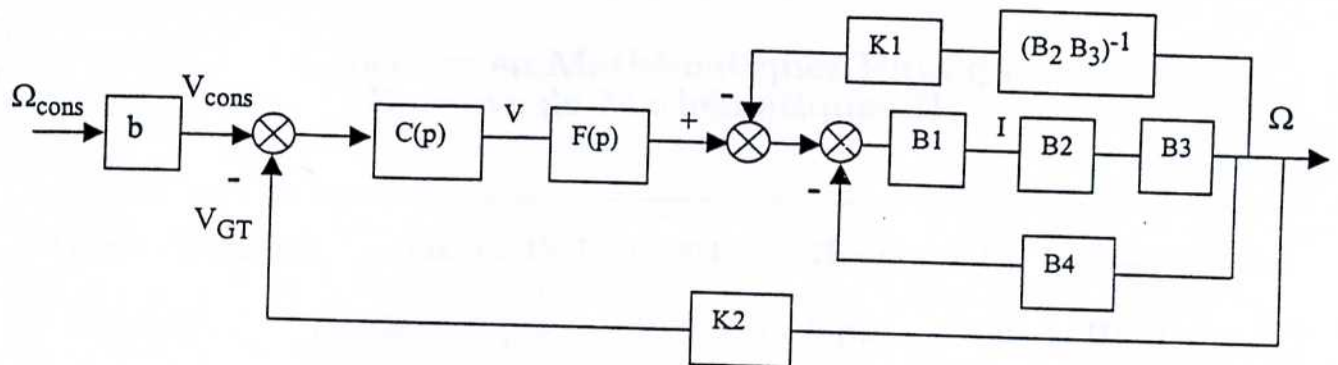 K1
(B2 B3)-1
Ωcons
b
Vcons
-
VGT
C(p)
V
F(p)
+
-
-
B1
I
B2
B3
Ω
B4
K2